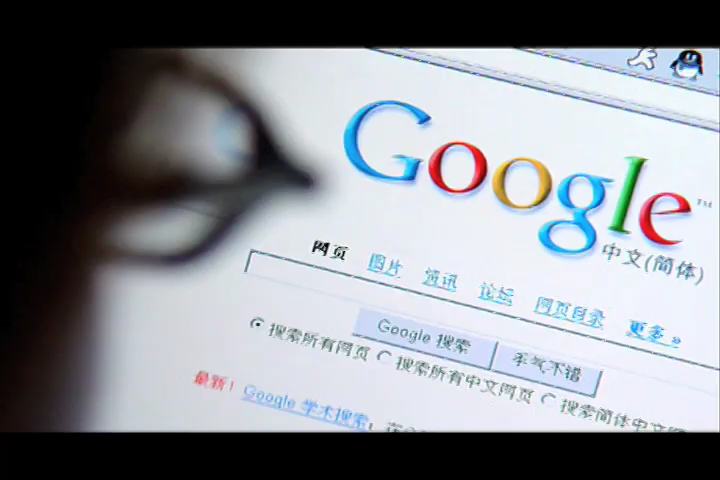 Google™
中文(简体)
网页 图片 资讯 论坛 网页目录 更多 »
Google 搜索 手气不错
搜索所有网页 搜索所有中文网页 搜索简体中文网
最新! Google 学术搜索,